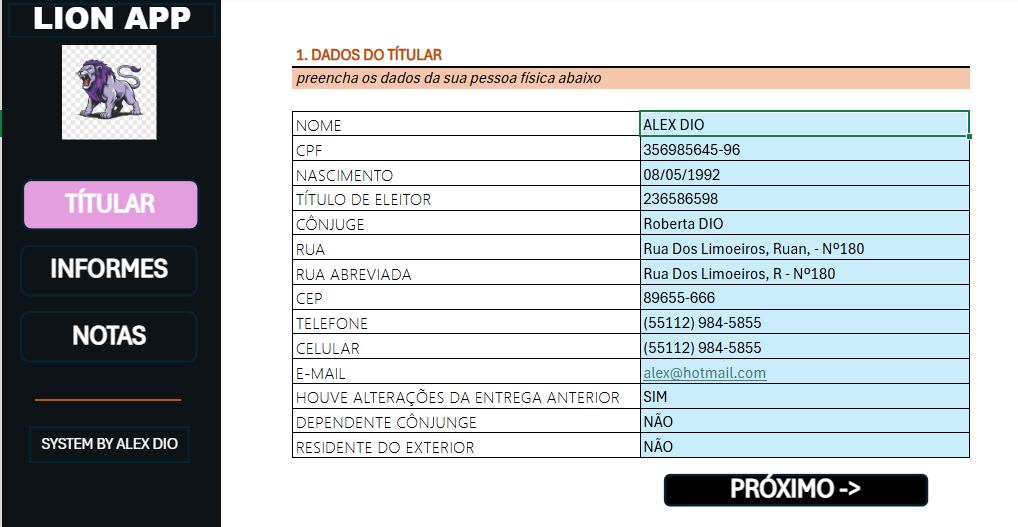 LION APP
TÍTULAR
INFORMES
NOTAS
SYSTEM BY ALEX DIO
1. DADOS DO TÍTULAR
preencha os dados da sua pessoa física abaixo
NOME ALEX DIO
CPF 356985645-96
NASCIMENTO 08/05/1992
TÍTULO DE ELEITOR 236586598
CÔNJUGE Roberta DIO
RUA Rua Dos Limoeiros, Ruan, - Nº180
RUA ABREVIADA Rua Dos Limoeiros, R - Nº180
CEP 89655-666
TELEFONE (55112) 984-5855
CELULAR (55112) 984-5855
E-MAIL alex@hotmail.com
HOUVE ALTERAÇÕES DA ENTREGA ANTERIOR SIM
DEPENDENTE CÔNJUNGE NÃO
RESIDENTE DO EXTERIOR NÃO
PRÓXIMO ->